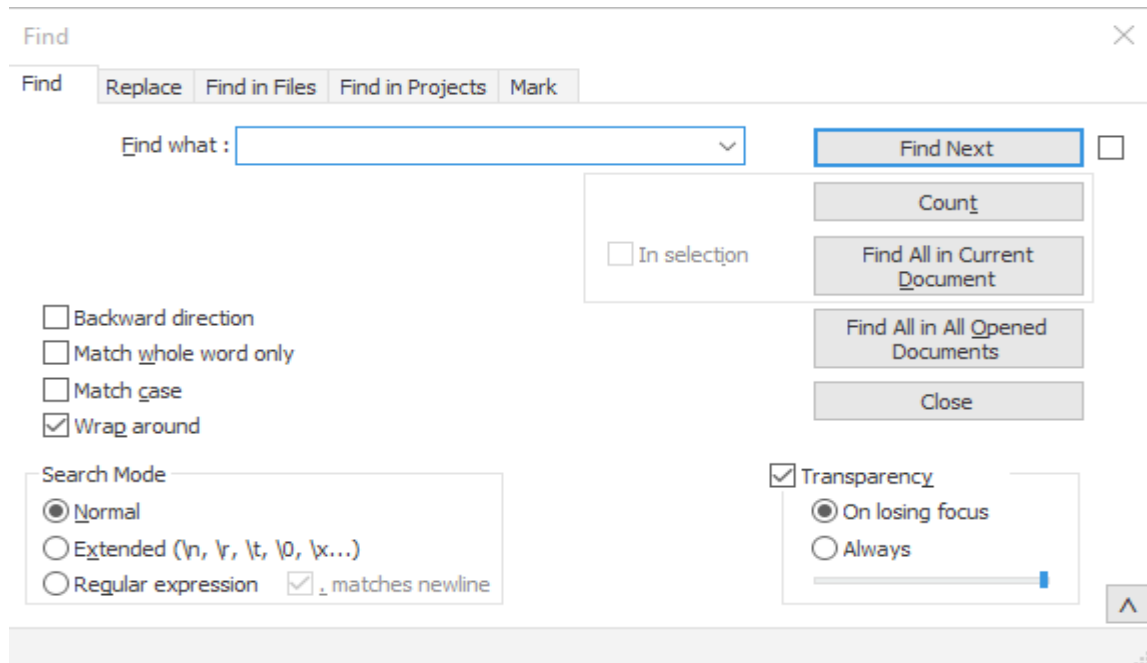 Find
Find Replace Find in Files Find in Projects Mark
Find what :
Find Next
Count
In selection
Find All in Current
Document
Backward direction
Find All in All Opened
Documents
Match whole word only
Match case
Close
Wrap around
Search Mode
Transparency
Normal
On losing focus
Extended (\n, \r, \t, \0, \x...)
Always
Regular expression . matches newline